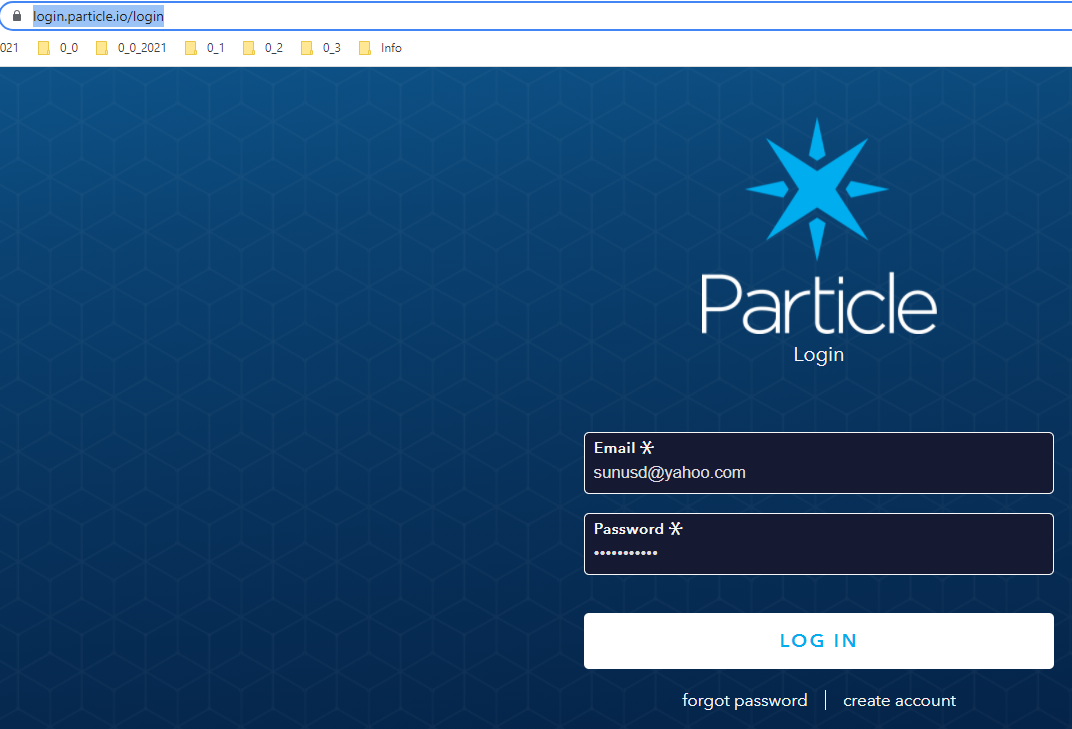 login.particle.io/login
021 0_0 0_0_2021 0_1 0_2 0_3 Info
Particle
Login
Email *
sunusd@yahoo.com
Password *
•••••••••••
LOG IN
forgot password | create account